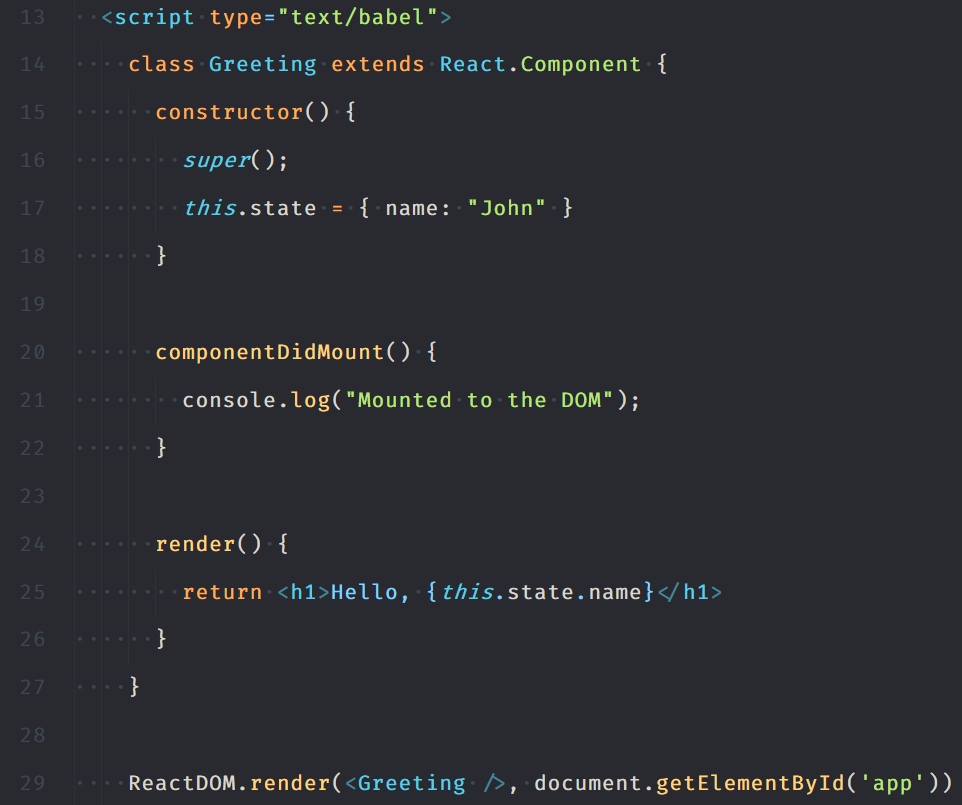 13 <script type="text/babel">
14 class Greeting extends React.Component {
15 constructor() {
16 super();
17 this.state = { name: "John" }
18 }
19
20 componentDidMount() {
21 console.log("Mounted to the DOM");
22 }
23
24 render() {
25 return <h1>Hello, {this.state.name}</h1>
26 }
27 }
28
29 ReactDOM.render(<Greeting />, document.getElementById('app'))